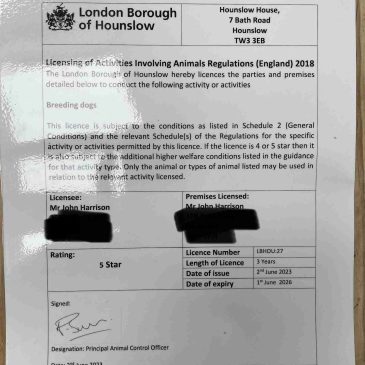 London Borough
of Hounslow
Hounslow House,
7 Bath Road
Hounslow
TW3 3EB
Licensing of Activities Involving Animals Regulations (England) 2018
The London Borough of Hounslow hereby licences the parties and premises
detailed below to conduct the following activity or activities
Breeding dogs
This licence is subject to the conditions as listed in Schedule 2 (General
Conditions) and the relevant Schedule(s) of the Regulations for the specific
activity or activities permitted by this licence. If the licence is 4 or 5 star then it
is also subject to the additional higher welfare conditions listed in the guidance
for that activity type. Only the animal or types of animal listed may be used in
relation to the relevant activity licensed.
Licensee:
Mr John Harrison
Premises Licensed:
Mr John Harrison
Rating:
5 Star
Licence Number LBHOU:27
Length of Licence 3 Years
Date of issue 2nd June 2023
Date of expiry 1st June 2026
Signed:
Designation: Principal Animal Control Officer
Date: 2nd June 2023